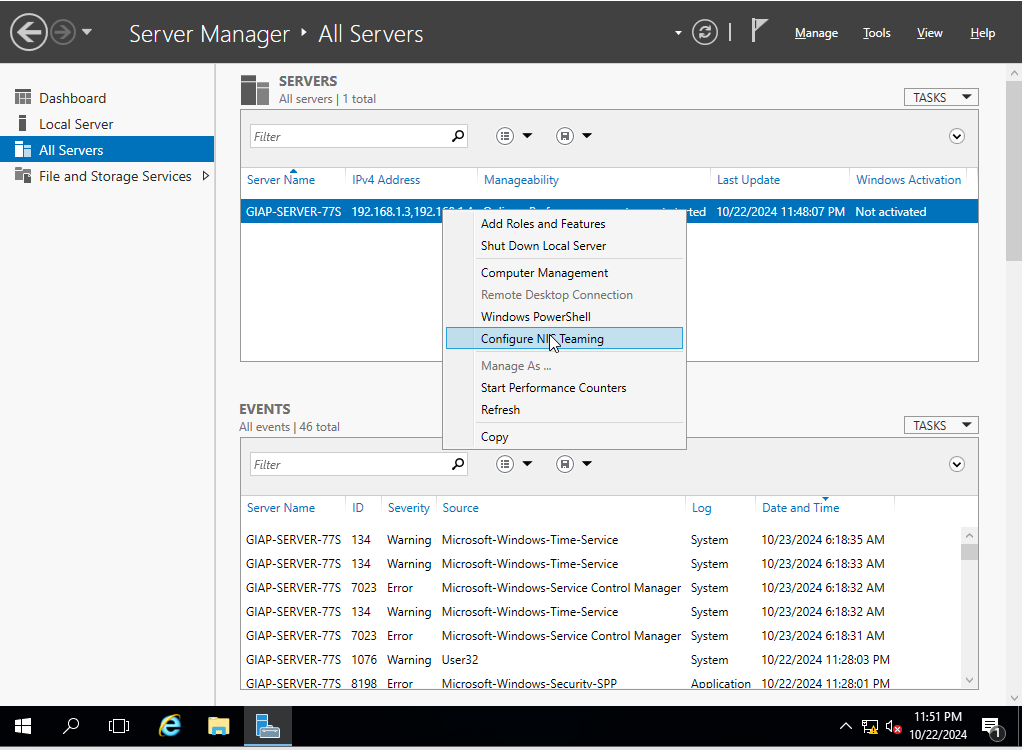 Server Manager ‣ All Servers
Manage Tools View Help
Dashboard
Local Server
All Servers
File and Storage Services
SERVERS
All servers | 1 total
TASKS
Filter
Server Name IPv4 Address Manageability Last Update Windows Activation
GIAP-SERVER-77S 192.168.1.3,192.168.1.4 10/22/2024 11:48:07 PM Not activated
Add Roles and Features
Shut Down Local Server
Computer Management
Remote Desktop Connection
Windows PowerShell
Configure NIC Teaming
Manage As ...
Start Performance Counters
Refresh
Copy
EVENTS
All events | 46 total
TASKS
Filter
Server Name ID Severity Source Log Date and Time
GIAP-SERVER-77S 134 Warning Microsoft-Windows-Time-Service System 10/23/2024 6:18:35 AM
GIAP-SERVER-77S 134 Warning Microsoft-Windows-Time-Service System 10/23/2024 6:18:33 AM
GIAP-SERVER-77S 7023 Error Microsoft-Windows-Service Control Manager System 10/23/2024 6:18:32 AM
GIAP-SERVER-77S 134 Warning Microsoft-Windows-Time-Service System 10/23/2024 6:18:32 AM
GIAP-SERVER-77S 7023 Error Microsoft-Windows-Service Control Manager System 10/23/2024 6:18:31 AM
GIAP-SERVER-77S 1076 Warning User32 System 10/22/2024 11:28:03 PM
GIAP-SERVER-77S 8198 Error Microsoft-Windows-Security-SPP Application 10/22/2024 11:28:01 PM
11:51 PM
10/22/2024
1